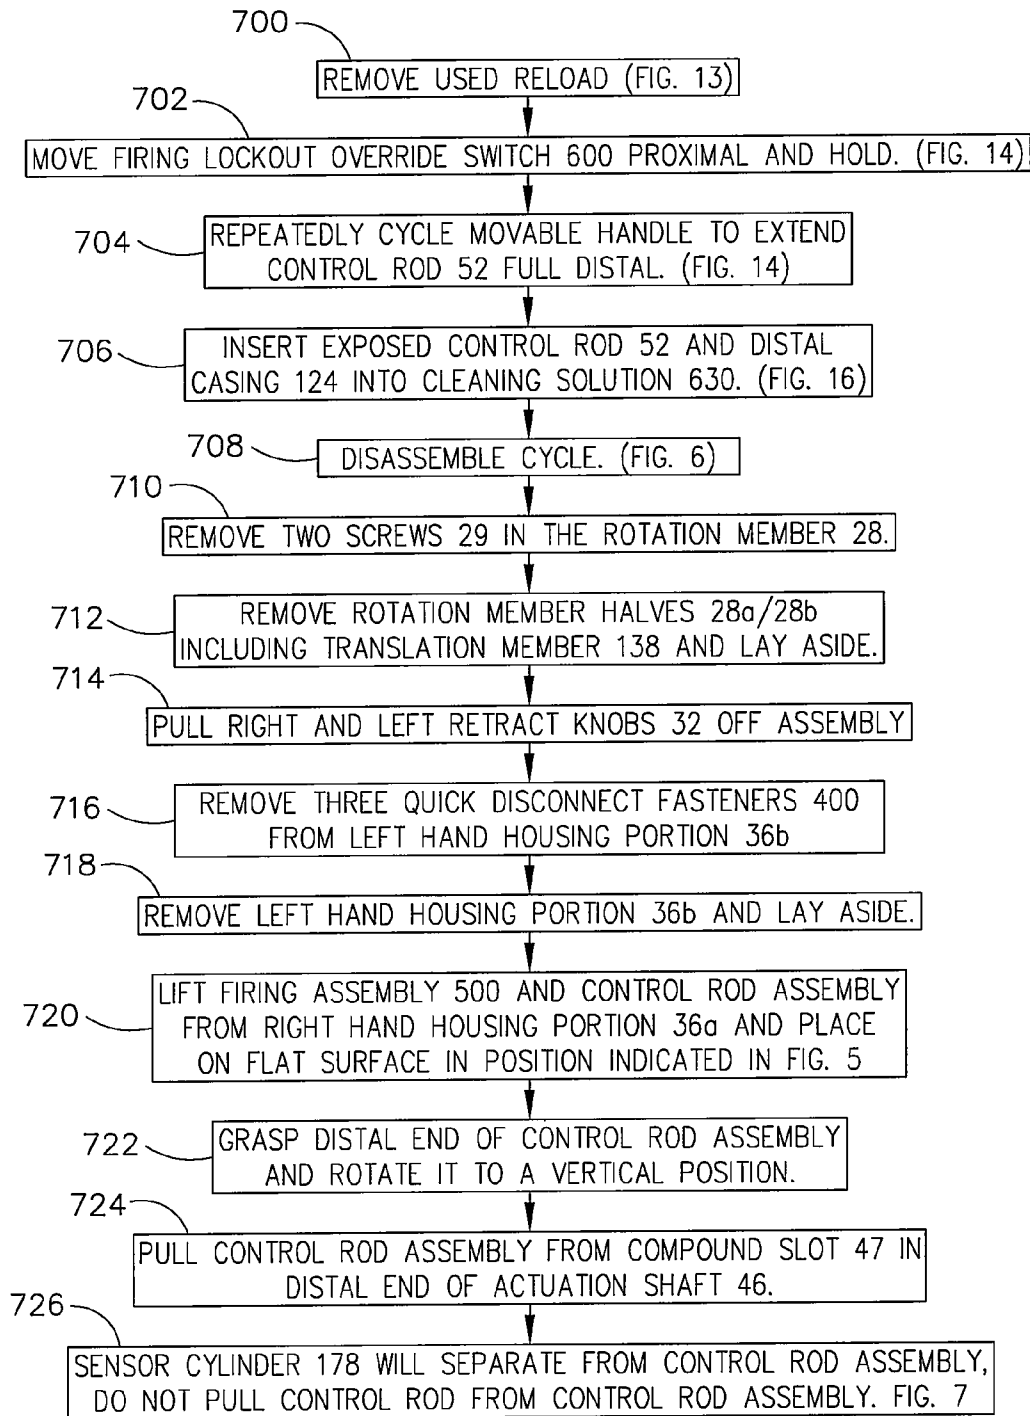 700
REMOVE USED RELOAD (FIG. 13)
702
MOVE FIRING LOCKOUT OVERRIDE SWITCH 600 PROXIMAL AND HOLD. (FIG. 14)
704
REPEATEDLY CYCLE MOVABLE HANDLE TO EXTEND
CONTROL ROD 52 FULL DISTAL. (FIG. 14)
706
INSERT EXPOSED CONTROL ROD 52 AND DISTAL
CASING 124 INTO CLEANING SOLUTION 630. (FIG. 16)
708
DISASSEMBLE CYCLE. (FIG. 6)
710
REMOVE TWO SCREWS 29 IN THE ROTATION MEMBER 28.
712
REMOVE ROTATION MEMBER HALVES 28a/28b
INCLUDING TRANSLATION MEMBER 138 AND LAY ASIDE.
714
PULL RIGHT AND LEFT RETRACT KNOBS 32 OFF ASSEMBLY
716
REMOVE THREE QUICK DISCONNECT FASTENERS 400
FROM LEFT HAND HOUSING PORTION 36b
718
REMOVE LEFT HAND HOUSING PORTION 36b AND LAY ASIDE.
720
LIFT FIRING ASSEMBLY 500 AND CONTROL ROD ASSEMBLY
FROM RIGHT HAND HOUSING PORTION 36a AND PLACE
ON FLAT SURFACE IN POSITION INDICATED IN FIG. 5
722
GRASP DISTAL END OF CONTROL ROD ASSEMBLY
AND ROTATE IT TO A VERTICAL POSITION.
724
PULL CONTROL ROD ASSEMBLY FROM COMPOUND SLOT 47 IN
DISTAL END OF ACTUATION SHAFT 46.
726
SENSOR CYLINDER 178 WILL SEPARATE FROM CONTROL ROD ASSEMBLY,
DO NOT PULL CONTROL ROD FROM CONTROL ROD ASSEMBLY. FIG. 7